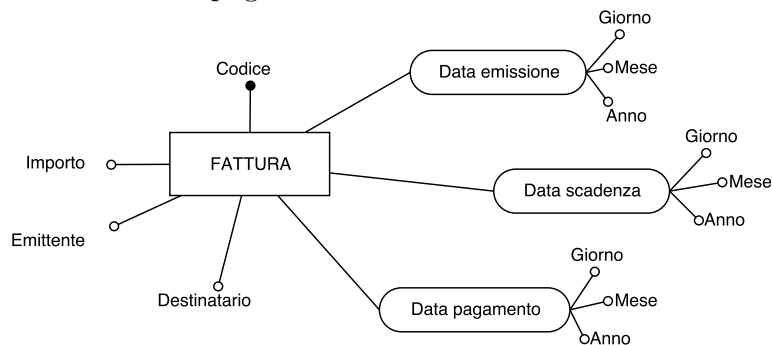 Giorno
Codice
Data emissione
Mese
Anno
Importo
FATTURA
Giorno
Data scadenza
Mese
Anno
Emittente
Destinatario
Giorno
Data pagamento
Mese
Anno